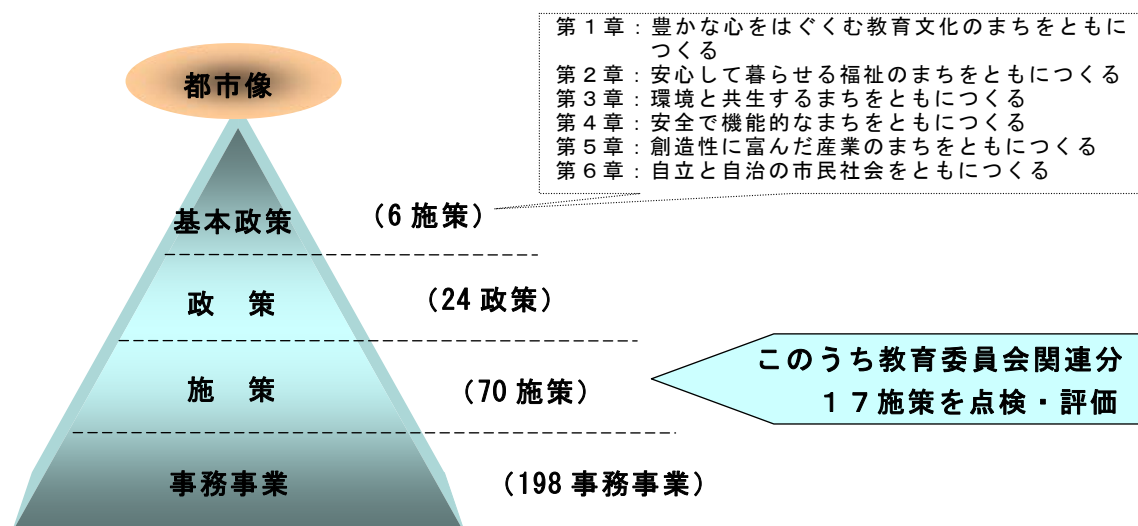 第１章：豊かな心をはぐくむ教育文化のまちをともに
つくる
第２章：安心して暮らせる福祉のまちをともにつくる
第３章：環境と共生するまちをともにつくる
第４章：安全で機能的なまちをともにつくる
第５章：創造性に富んだ産業のまちをともにつくる
第６章：自立と自治の市民社会をともにつくる
都市像
基本政策
（6 施策）
政　策
（24 政策）
施　策
（70 施策）
このうち教育委員会関連分
１７施策を点検・評価
事務事業
（198 事務事業）